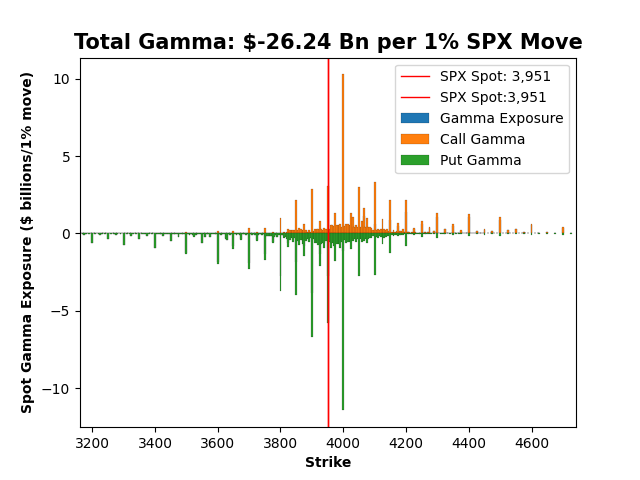 Total Gamma: $-26.24 Bn per 1% SPX Move
Spot Gamma Exposure ($ billions/1% move)
10
5
0
−5
−10
SPX Spot: 3,951
SPX Spot:3,951
Gamma Exposure
Call Gamma
Put Gamma
3200 3400 3600 3800 4000 4200 4400 4600
Strike